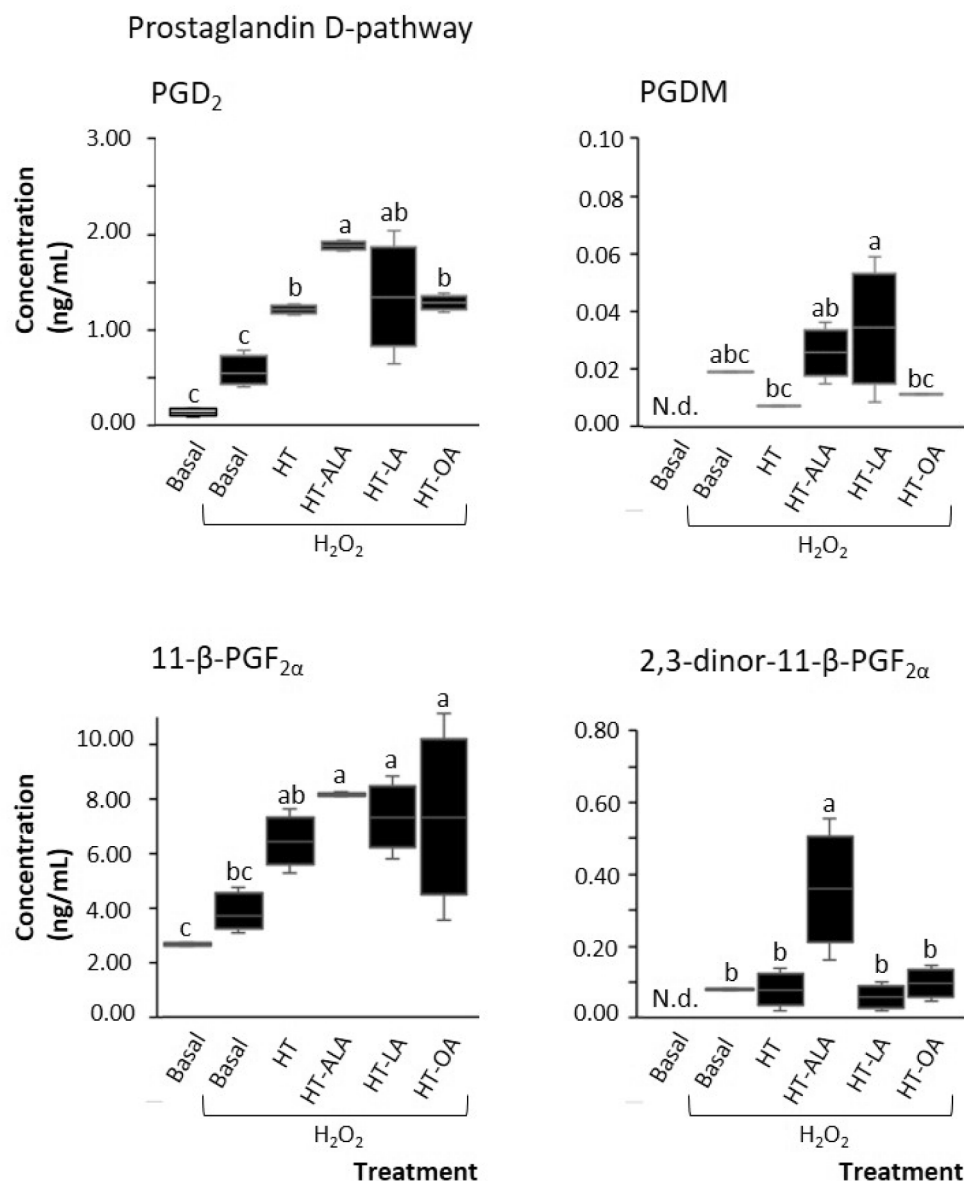 Prostaglandin D-pathway
PGD₂
Concentration
(ng/mL)
3.00
2.00
1.00
0.00
c
c
b
a
ab
b
Basal
Basal
HT
HT-ALA
HT-LA
HT-OA
H₂O₂
PGDM
0.10
0.08
0.06
0.04
0.02
0.00
N.d.
abc
bc
ab
a
bc
Basal
Basal
HT
HT-ALA
HT-LA
HT-OA
H₂O₂
11-β-PGF₂α
Concentration
(ng/mL)
10.00
8.00
6.00
4.00
2.00
0.00
c
bc
ab
a
a
a
Basal
Basal
HT
HT-ALA
HT-LA
HT-OA
H₂O₂
Treatment
2,3-dinor-11-β-PGF₂α
0.80
0.60
0.40
0.20
0.00
N.d.
b
b
a
b
b
Basal
Basal
HT
HT-ALA
HT-LA
HT-OA
H₂O₂
Treatment